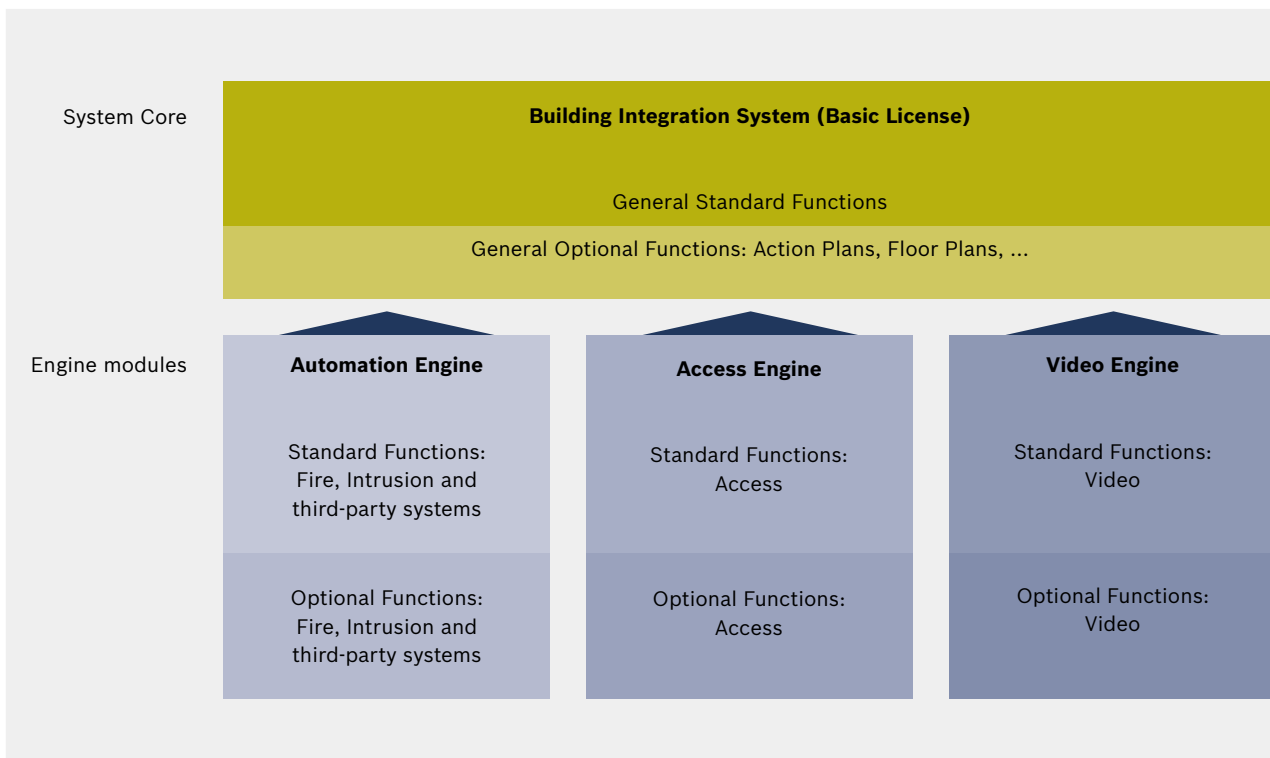 System Core
Building Integration System (Basic License)
General Standard Functions
General Optional Functions: Action Plans, Floor Plans, ...
Engine modules
Automation Engine
Standard Functions:
Fire, Intrusion and
third-party systems
Optional Functions:
Fire, Intrusion and
third-party systems
Access Engine
Standard Functions:
Access
Optional Functions:
Access
Video Engine
Standard Functions:
Video
Optional Functions:
Video